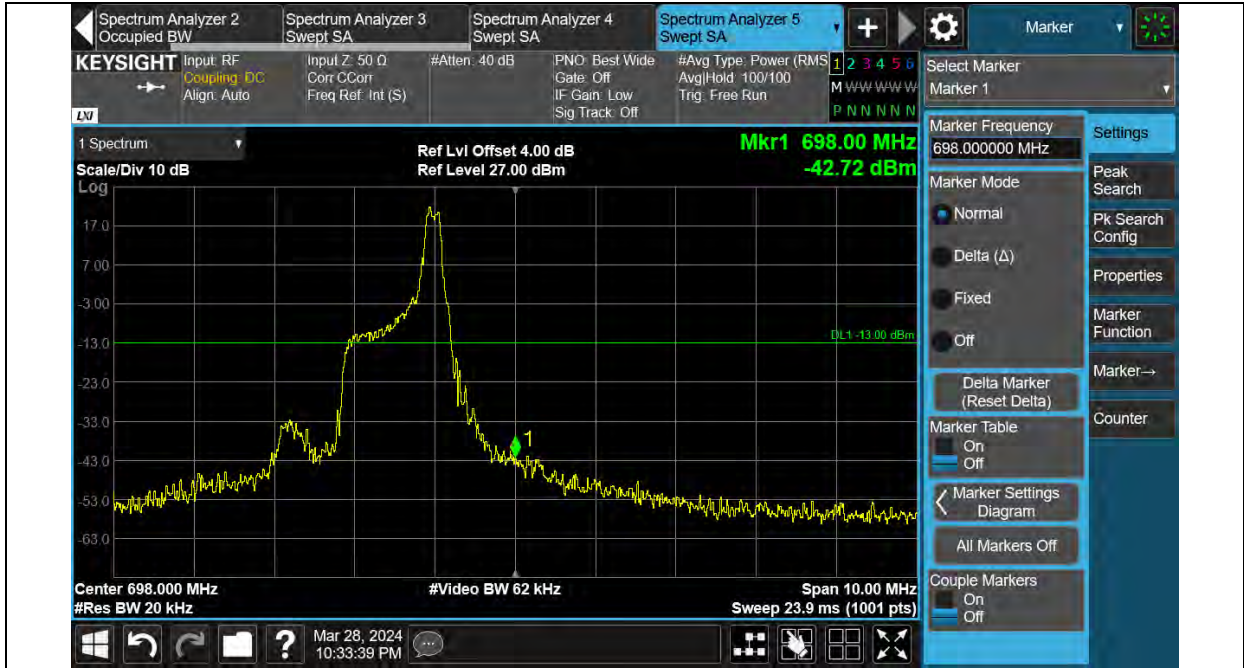 Spectrum Analyzer 2
Occupied BW
Spectrum Analyzer 3
Swept SA
Spectrum Analyzer 4
Swept SA
Spectrum Analyzer 5
Swept SA
Marker
KEYSIGHT
LXI
Input: RF
Coupling: DC
Align: Auto
Input Z: 50 Ω
Corr CCorr
Freq Ref: Int (S)
#Atten: 40 dB
PNO: Best Wide
Gate: Off
IF Gain: Low
Sig Track: Off
#Avg Type: Power (RMS
Avg|Hold: 100/100
Trig: Free Run
1 2 3 4 5 6
M W W W W W
P N N N N N
Select Marker
Marker 1
1 Spectrum
Scale/Div 10 dB
Log
Ref Lvl Offset 4.00 dB
Ref Level 27.00 dBm
Mkr1 698.00 MHz
-42.72 dBm
17.0
7.00
-3.00
-13.0
-23.0
-33.0
-43.0
-53.0
-63.0
DL1 -13.00 dBm
1
Center 698.000 MHz
#Res BW 20 kHz
#Video BW 62 kHz
Span 10.00 MHz
Sweep 23.9 ms (1001 pts)
Marker Frequency
698.000000 MHz
Marker Mode
Normal
Delta (Δ)
Fixed
Off
Delta Marker
(Reset Delta)
Marker Table
On
Off
Marker Settings
Diagram
All Markers Off
Couple Markers
On
Off
Settings
Peak
Search
Pk Search
Config
Properties
Marker
Function
Marker→
Counter
?
Mar 28, 2024
10:33:39 PM